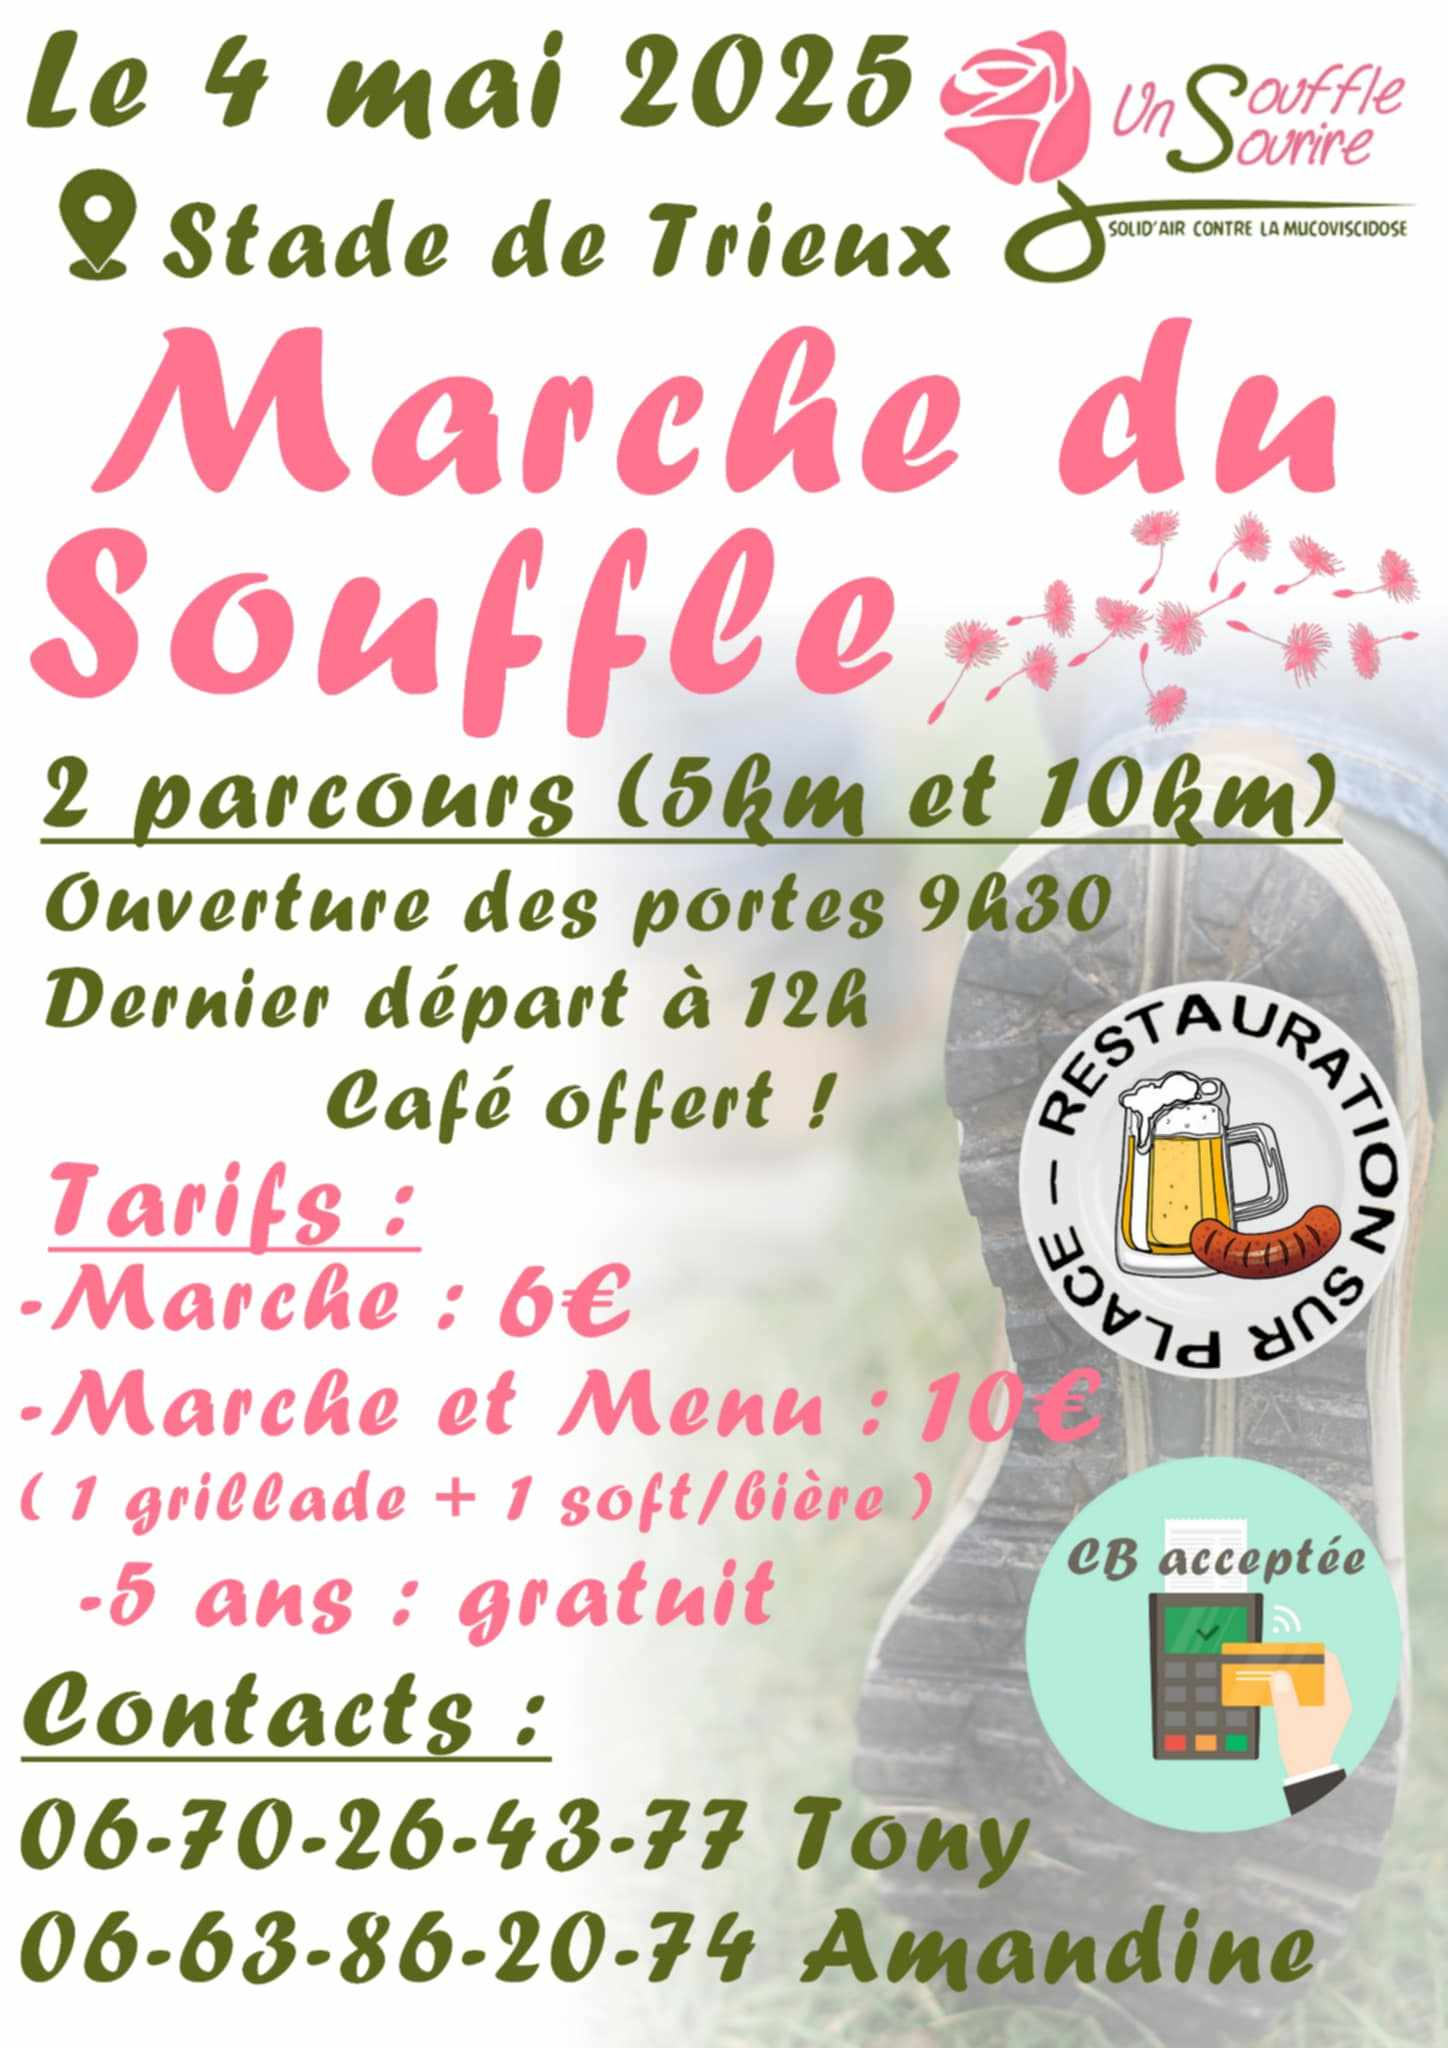 Le 4 mai 2025
Un Souffle
Sourire
SOLID'AIR CONTRE LA MUCOVISCIDOSE
Stade de Trieux
Marche du
Souffle
2 parcours (5km et 10km)
Ouverture des portes 9h30
Dernier départ à 12h
Café offert !
RESTAURATION SUR PLACE -
Tarifs :
-Marche : 6€
-Marche et Menu : 10€
( 1 grillade + 1 soft/bière )
-5 ans : gratuit
CB acceptée
Contacts :
06-70-26-43-77 Tony
06-63-86-20-74 Amandine